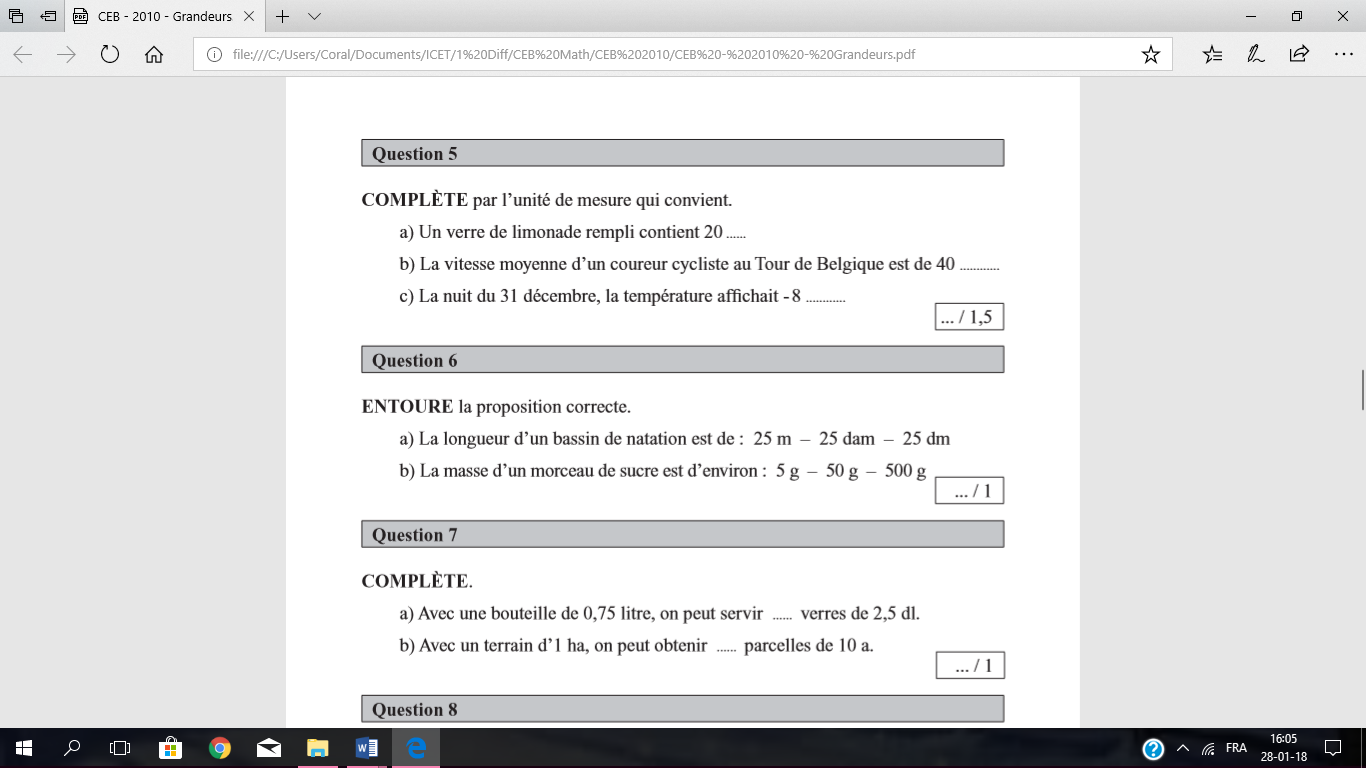 CEB - 2010 - Grandeurs
file:///C:/Users/Coral/Documents/ICET/1%20Diff/CEB%20Math/CEB%202010/CEB%20-%202010%20-%20Grandeurs.pdf
Question 5
COMPLÈTE par l’unité de mesure qui convient.
a) Un verre de limonade rempli contient 20 ......
b) La vitesse moyenne d’un coureur cycliste au Tour de Belgique est de 40 ............
c) La nuit du 31 décembre, la température affichait - 8 ............
... / 1,5
Question 6
ENTOURE la proposition correcte.
a) La longueur d’un bassin de natation est de : 25 m – 25 dam – 25 dm
b) La masse d’un morceau de sucre est d’environ : 5 g – 50 g – 500 g
... / 1
Question 7
COMPLÈTE.
a) Avec une bouteille de 0,75 litre, on peut servir ...... verres de 2,5 dl.
b) Avec un terrain d’1 ha, on peut obtenir ...... parcelles de 10 a.
... / 1
Question 8
FRA
16:05
28-01-18